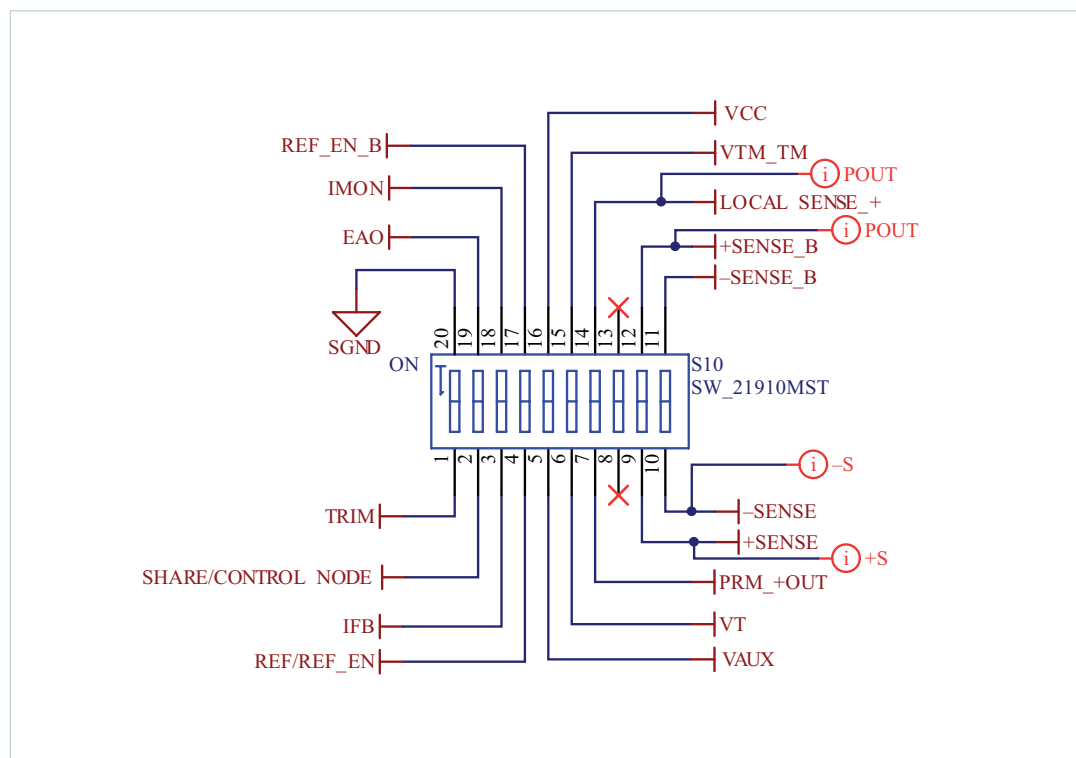 VCC
REF_EN_B
VTM_TM
i POUT
IMON
LOCAL SENSE_+
i POUT
EAO
+SENSE_B
–SENSE_B
SGND
20 19 18 17 16 15 14 13 12 11
ON
S10
SW_21910MST
1 2 3 4 5 6 7 8 9 10
i –S
TRIM
–SENSE
+SENSE
i +S
SHARE/CONTROL NODE
PRM_+OUT
IFB
VT
REF/REF_EN
VAUX